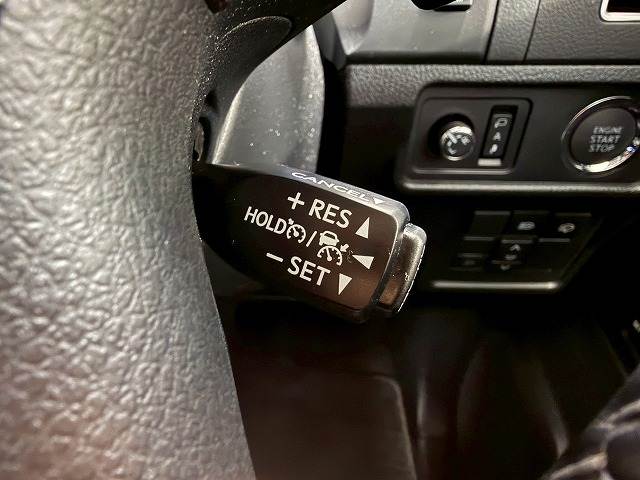 CANCEL
+ RES ▲
HOLD /
− SET ▼
ENGINE
START
STOP
A